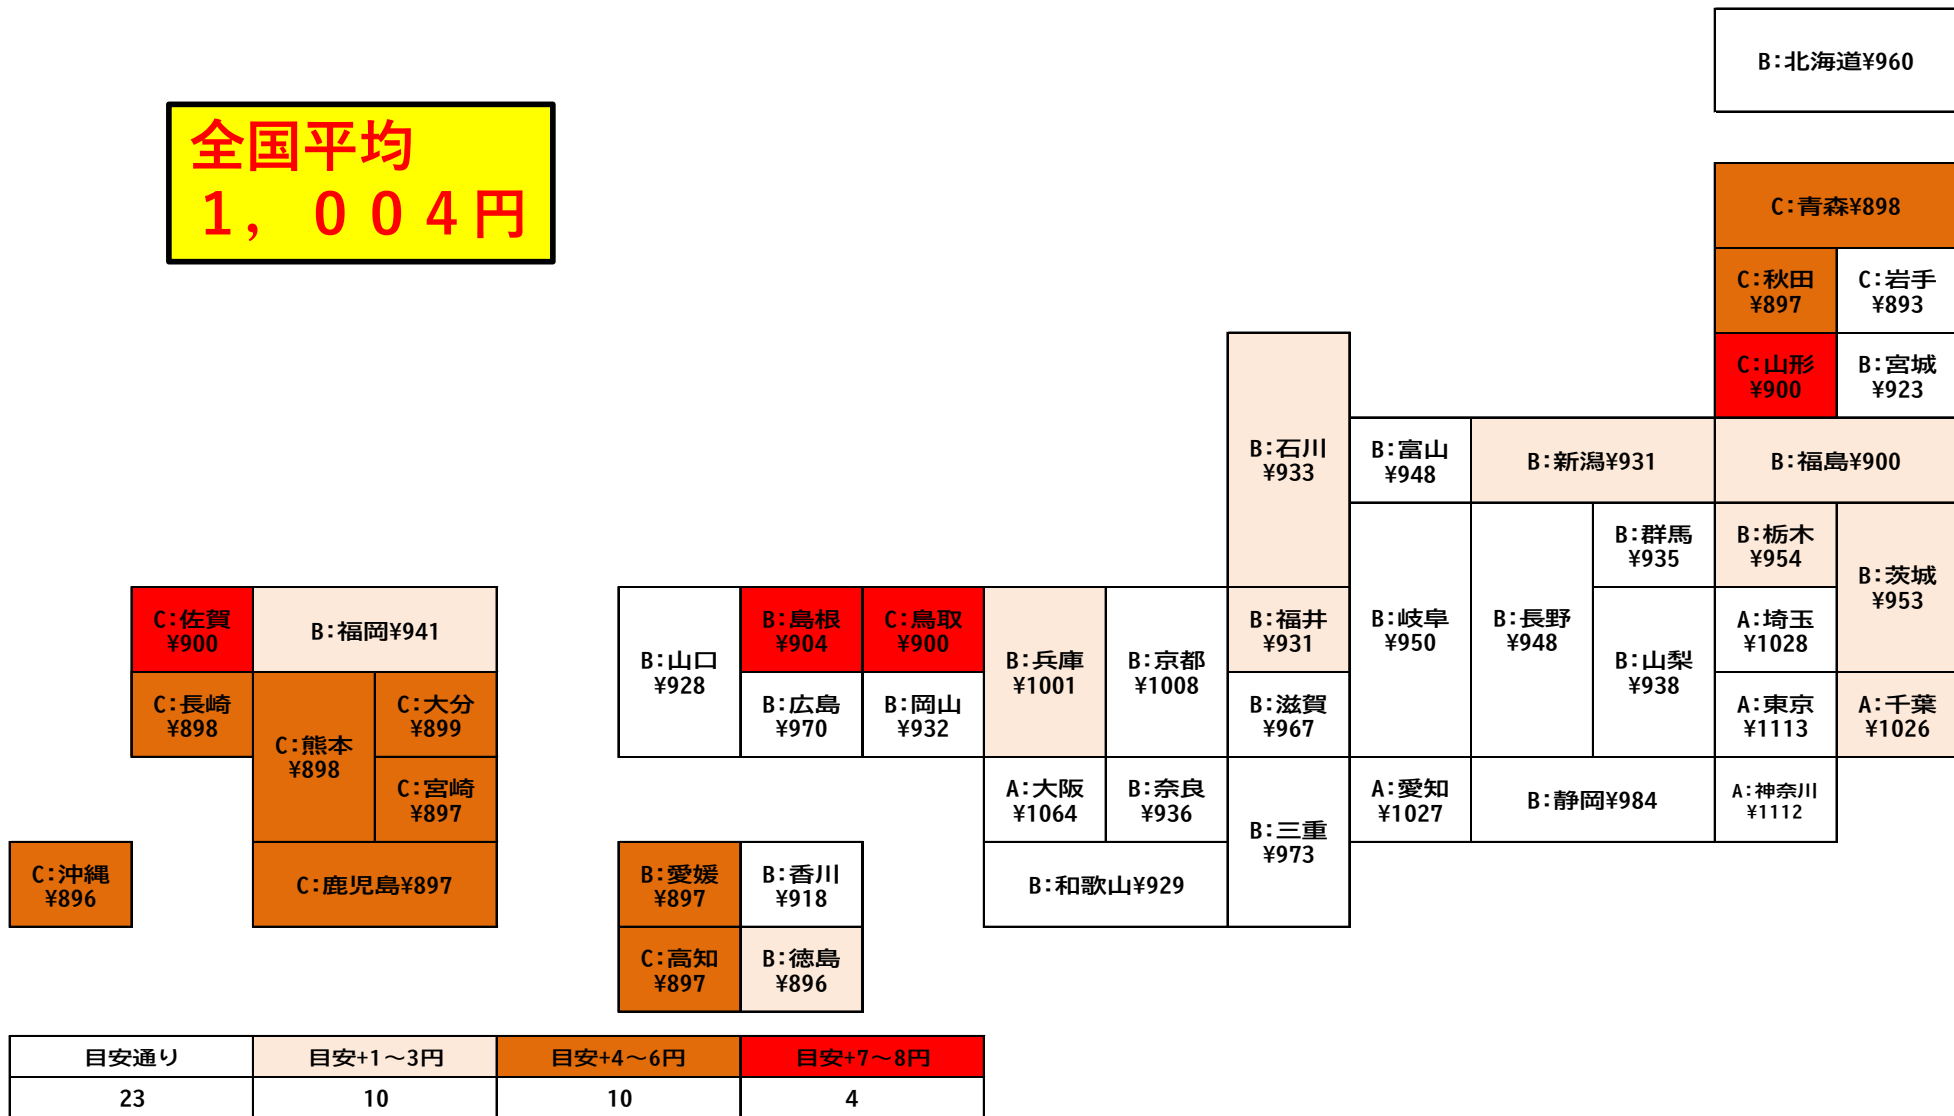 B:北海道¥960
全国平均
１，００４円
C:青森¥898
C:秋田
¥897
C:岩手
¥893
C:山形
¥900
B:宮城
¥923
B:石川
¥933
B:富山
¥948
B:新潟¥931
B:福島¥900
B:群馬
¥935
B:栃木
¥954
B:茨城
¥953
C:佐賀
¥900
B:福岡¥941
B:山口
¥928
B:島根
¥904
C:鳥取
¥900
B:兵庫
¥1001
B:京都
¥1008
B:福井
¥931
B:岐阜
¥950
B:長野
¥948
B:山梨
¥938
A:埼玉
¥1028
C:長崎
¥898
C:熊本
¥898
C:大分
¥899
B:広島
¥970
B:岡山
¥932
B:滋賀
¥967
A:東京
¥1113
A:千葉
¥1026
C:宮崎
¥897
A:大阪
¥1064
B:奈良
¥936
B:三重
¥973
A:愛知
¥1027
B:静岡¥984
A:神奈川
¥1112
C:沖縄
¥896
C:鹿児島¥897
B:愛媛
¥897
B:香川
¥918
B:和歌山¥929
C:高知
¥897
B:徳島
¥896
目安通り
目安+1～3円
目安+4～6円
目安+7～8円
23
10
10
4